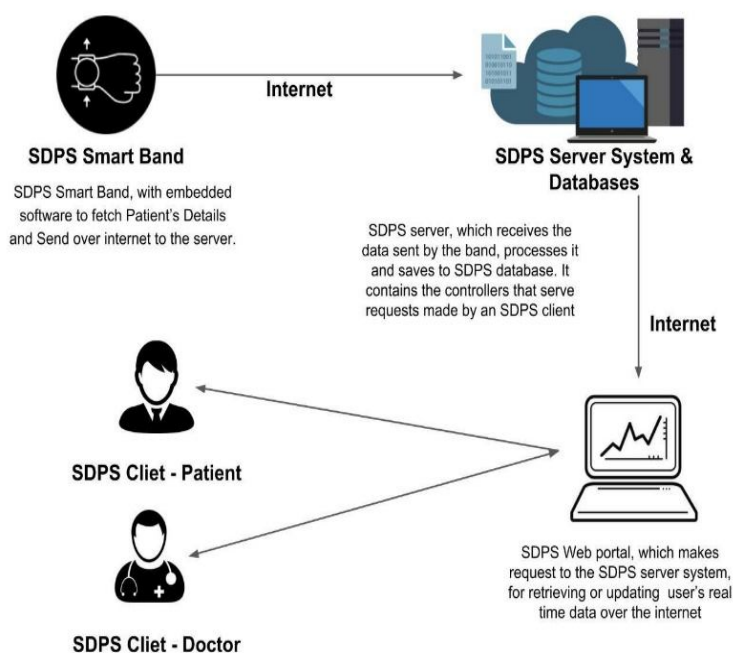 Internet
SDPS Smart Band
SDPS Smart Band, with embedded
software to fetch Patient's Details
and Send over internet to the server.
SDPS Server System &
Databases
SDPS server, which receives the
data sent by the band, processes it
and saves to SDPS database. It
contains the controllers that serve
requests made by an SDPS client
Internet
SDPS Cliet - Patient
SDPS Cliet - Doctor
SDPS Web portal, which makes
request to the SDPS server system,
for retrieving or updating user's real
time data over the internet